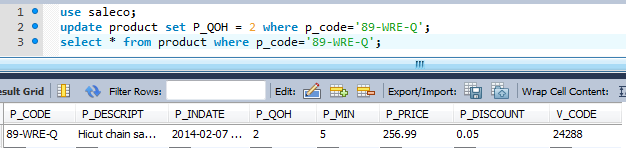 1 use saleco;
2 update product set P_QOH = 2 where p_code='89-WRE-Q';
3 select * from product where p_code='89-WRE-Q';
esult Grid Filter Rows: Edit: Export/Import: Wrap Cell Content:
P_CODE P_DESCRIPT P_INDATE P_QOH P_MIN P_PRICE P_DISCOUNT V_CODE
89-WRE-Q Hicut chain sa... 2014-02-07 ... 2 5 256.99 0.05 24288